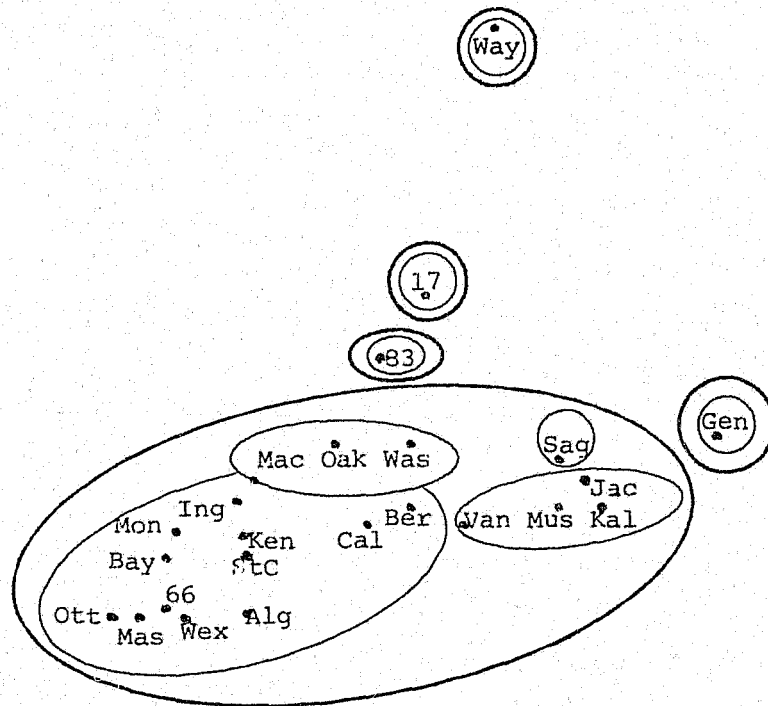 Way
17
83
Gen
Sag
Mac Oak Was
Jac
Ing
Ber
Van Mus Kal
Mon
Ken
Cal
Bay
StC
66
Ott
Alg
Mas
Wex